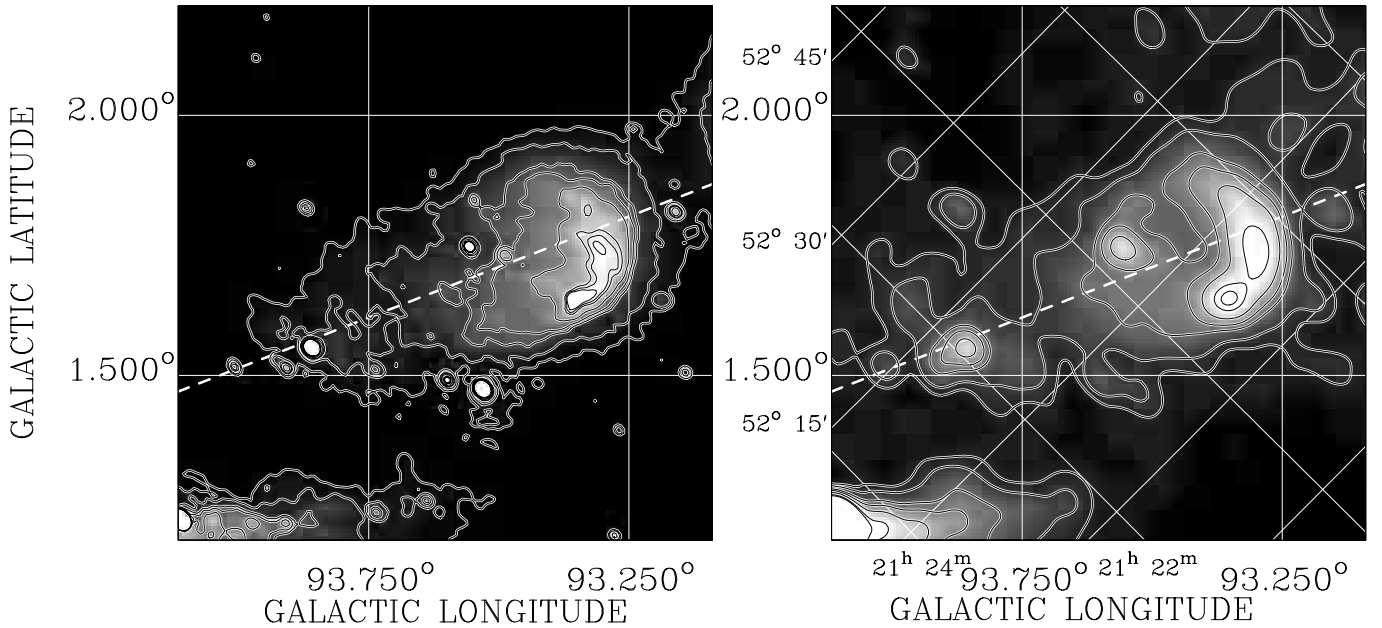 GALACTIC LATITUDE
2.000°
1.500°
93.750° 93.250°
GALACTIC LONGITUDE
52° 45'
2.000°
52° 30'
1.500°
52° 15'
21h 24m 93.750° 21h 22m 93.250°
GALACTIC LONGITUDE